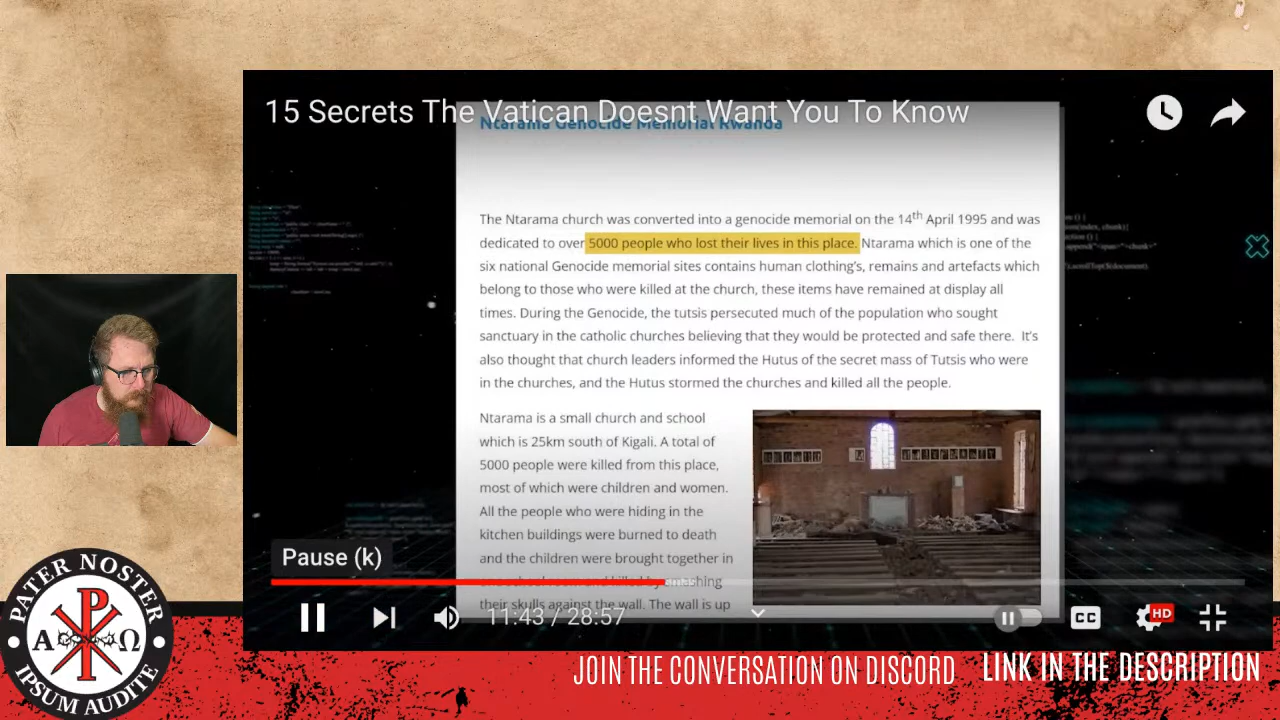 15 Secrets The Vatican Doesnt Want You To Know
Ntarama Genocide Memorial Rwanda
The Ntarama church was converted into a genocide memorial on the 14th April 1995 and was
dedicated to over 5000 people who lost their lives in this place. Ntarama which is one of the
six national Genocide memorial sites contains human clothing's, remains and artefacts which
belong to those who were killed at the church, these items have remained at display all
times. During the Genocide, the tutsis persecuted much of the population who sought
sanctuary in the catholic churches believing that they would be protected and safe there. It's
also thought that church leaders informed the Hutus of the secret mass of Tutsis who were
in the churches, and the Hutus stormed the churches and killed all the people.
Ntarama is a small church and school
which is 25km south of Kigali. A total of
5000 people were killed from this place,
most of which were children and women.
All the people who were hiding in the
kitchen buildings were burned to death
and the children were brought together in
and killed by
their skulls against the wall. The wall is up
Pause (k)
11:43 / 28:57
CC
HD
PATER NOSTER
Α Ω
IPSUM AUDITE
JOIN THE CONVERSATION ON DISCORD
LINK IN THE DESCRIPTION